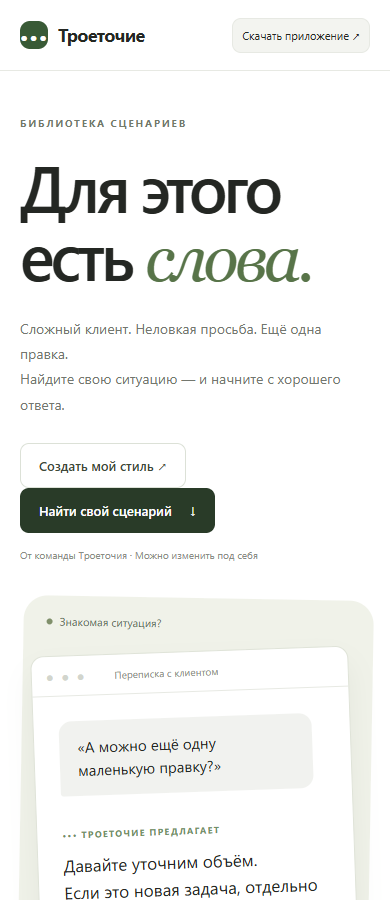 Троеточие
Скачать приложение ↗
БИБЛИОТЕКА СЦЕНАРИЕВ
Для этого
есть слова.
Сложный клиент. Неловкая просьба. Ещё одна
правка.
Найдите свою ситуацию — и начните с хорошего
ответа.
Создать мой стиль ↗
Найти свой сценарий ↓
От команды Троеточия · Можно изменить под себя
Знакомая ситуация?
Переписка с клиентом
«А можно ещё одну
маленькую правку?»
••• ТРОЕТОЧИЕ ПРЕДЛАГАЕТ
Давайте уточним объём.
Если это новая задача, отдельно